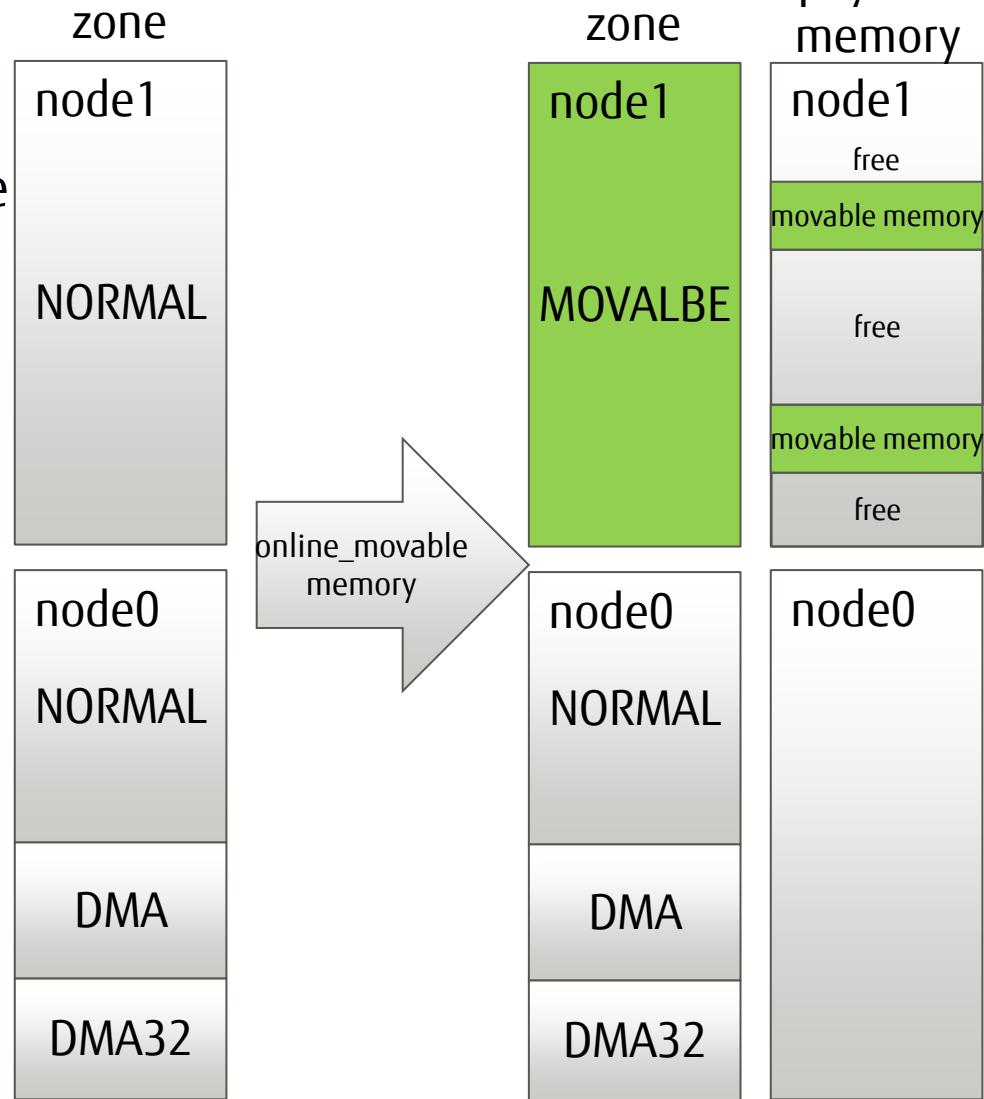 zone
node1
NORMAL
node0
NORMAL
DMA
DMA32
online_movable
memory
zone
node1
MOVALBE
node0
NORMAL
DMA
DMA32
memory
node1
free
movable memory
free
movable memory
free
node0